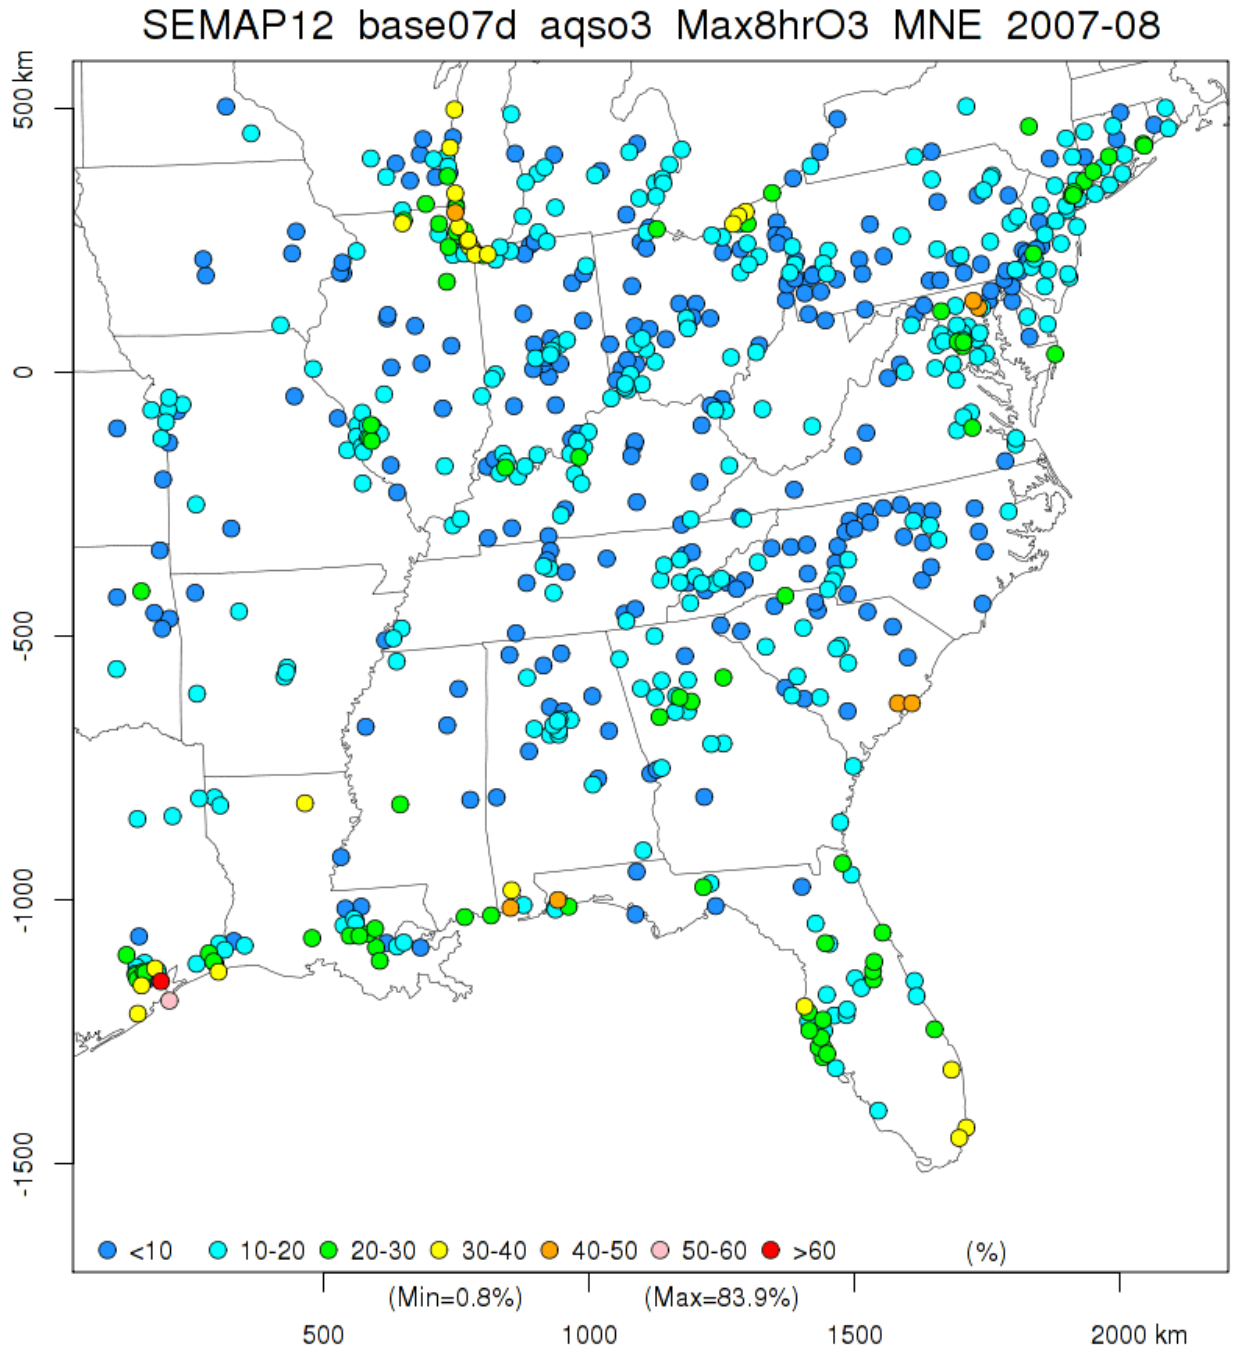 SEMAP12 base07d aqso3 Max8hrO3 MNE 2007-08
500 km
0
-500
-1000
-1500
<10 10-20 20-30 30-40 40-50 50-60 >60 (%)
(Min=0.8%) (Max=83.9%)
500 1000 1500 2000 km